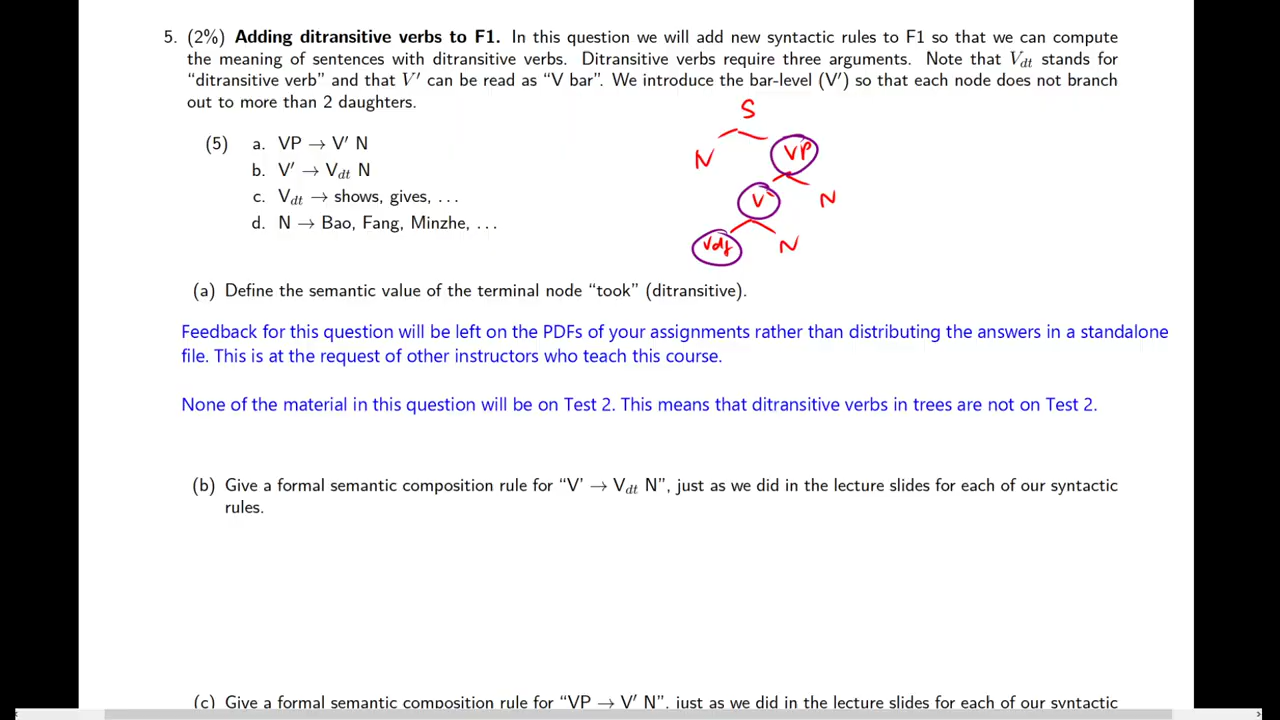 5. (2%) Adding ditransitive verbs to F1. In this question we will add new syntactic rules to F1 so that we can compute
the meaning of sentences with ditransitive verbs. Ditransitive verbs require three arguments. Note that Vdt stands for
"ditransitive verb" and that V′ can be read as "V bar". We introduce the bar-level (V′) so that each node does not branch
out to more than 2 daughters.
S
N VP
V' N
Vdt N
(5) a. VP → V′ N
b. V′ → Vdt N
c. Vdt → shows, gives, ...
d. N → Bao, Fang, Minzhe, ...
(a) Define the semantic value of the terminal node "took" (ditransitive).
Feedback for this question will be left on the PDFs of your assignments rather than distributing the answers in a standalone
file. This is at the request of other instructors who teach this course.
None of the material in this question will be on Test 2. This means that ditransitive verbs in trees are not on Test 2.
(b) Give a formal semantic composition rule for "V' → Vdt N", just as we did in the lecture slides for each of our syntactic
rules.
(c) Give a formal semantic composition rule for "VP → V′ N", just as we did in the lecture slides for each of our syntactic